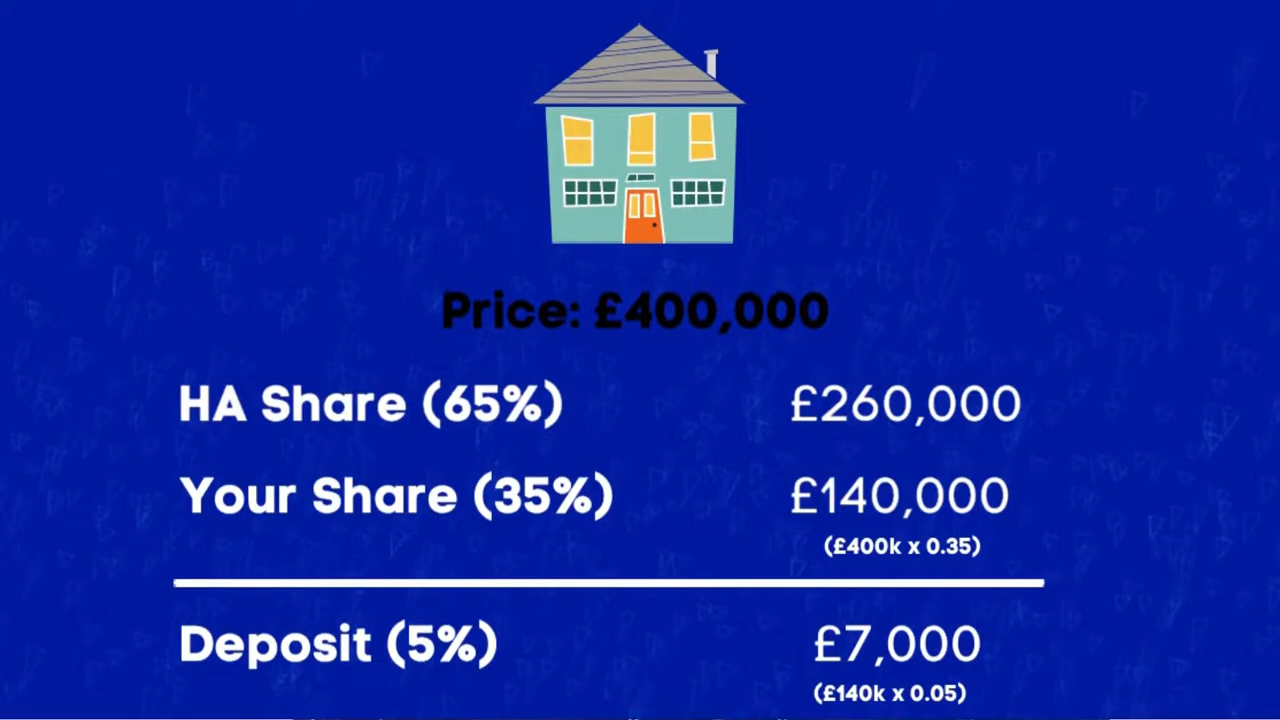 Price: £400,000
HA Share (65%) £260,000
Your Share (35%) £140,000
(£400k x 0.35)
Deposit (5%) £7,000
(£140k x 0.05)